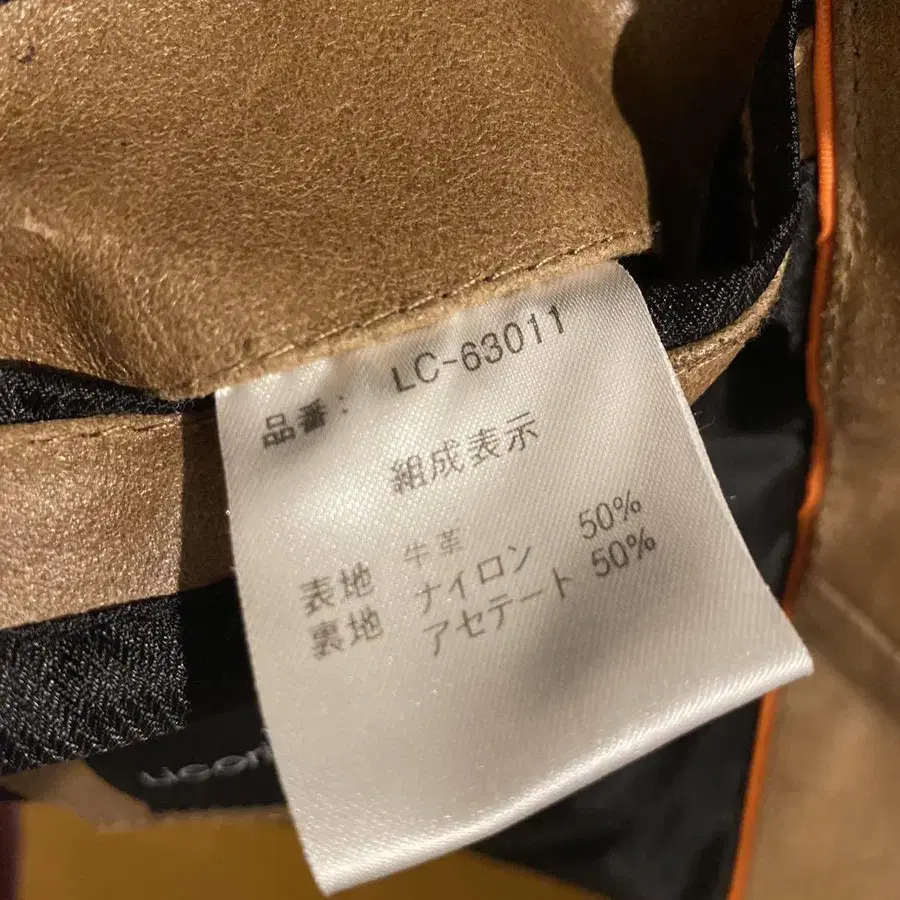 品番： LC-63011
組成表示
表地 牛革
裏地 ナイロン 50%
アセテート 50%